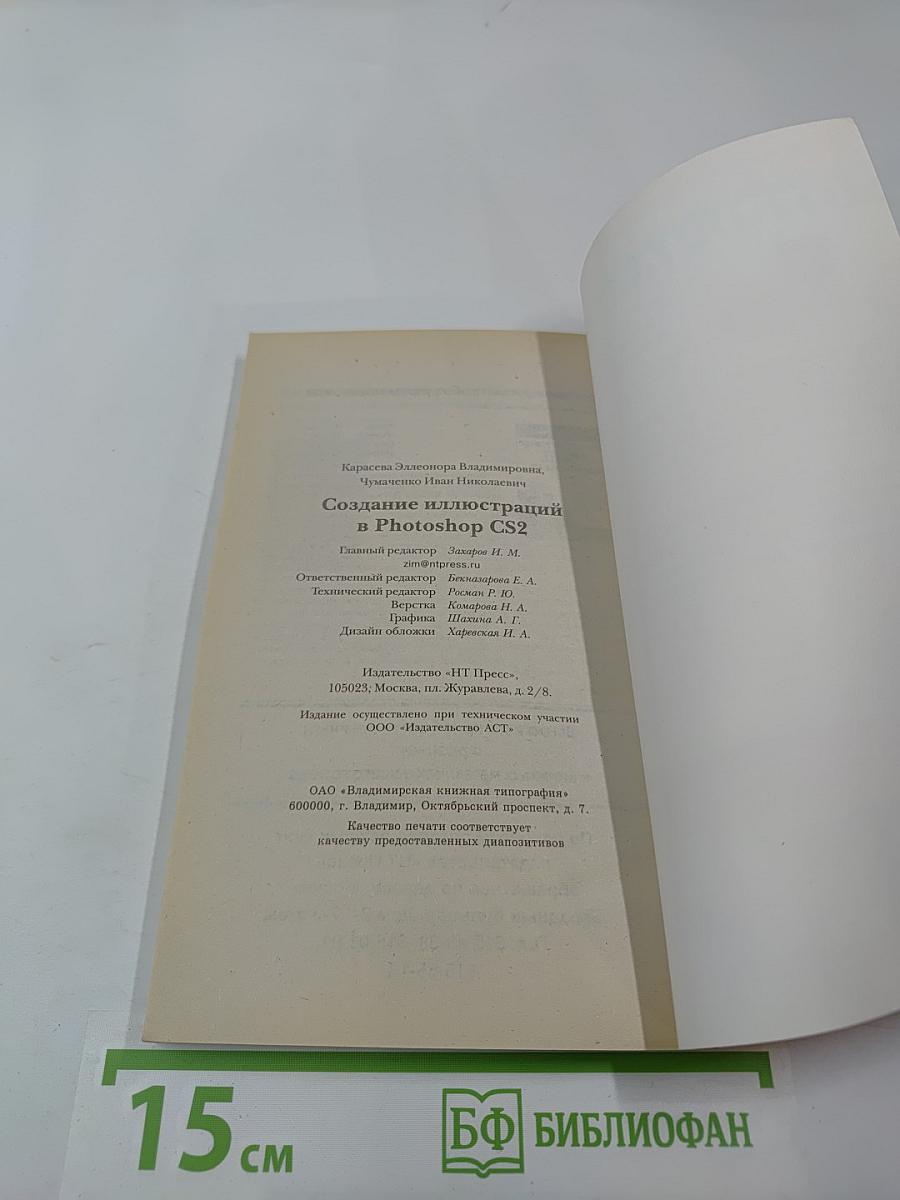 Карасева Эллеонора Владимировна,
Чумаченко Иван Николаевич
Создание иллюстраций
в Photoshop CS2
Главный редактор Захаров И. М.
zim@ntpress.ru
Ответственный редактор Бекназарова Е. А.
Технический редактор Росман Р. Ю.
Верстка Комарова Н. А.
Графика Шахина А. Г.
Дизайн обложки Харевская И. А.
Издательство «НТ Пресс»,
105023, Москва, пл. Журавлева, д. 2/8.
Издание осуществлено при техническом участии
ООО «Издательство АСТ»
ОАО «Владимирская книжная типография»
600000, г. Владимир, Октябрьский проспект, д. 7.
Качество печати соответствует
качеству предоставленных диапозитивов
15 см
БФ БИБЛИОФАН